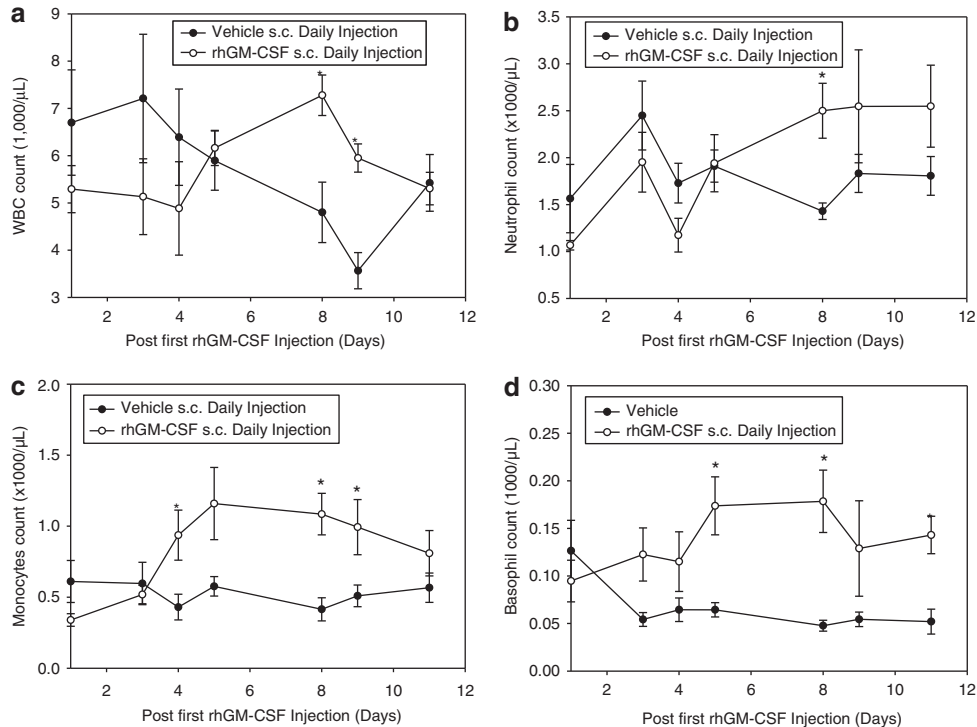 a
Vehicle s.c. Daily Injection
rhGM-CSF s.c. Daily Injection
WBC count (1,000/μL)
9
8
7
6
5
4
3
*
*
2 4 6 8 10 12
Post first rhGM-CSF Injection (Days)
b
Vehicle s.c. Daily Injection
rhGM-CSF s.c. Daily Injection
Neutrophil count (x1000/μL)
3.5
3.0
2.5
2.0
1.5
1.0
0.5
*
0 2 4 6 8 10 12
Post first rhGM-CSF Injection (Days)
c
Vehicle s.c. Daily Injection
rhGM-CSF s.c. Daily Injection
Monocytes count (x1000/μL)
2.0
1.5
1.0
0.5
0.0
* * *
2 4 6 8 10 12
Post first rhGM-CSF Injection (Days)
d
Vehicle
rhGM-CSF s.c. Daily Injection
Basophil count (1000/μL)
0.30
0.25
0.20
0.15
0.10
0.05
0.00
* * *
2 4 6 8 10 12
Post first rhGM-CSF Injection (Days)